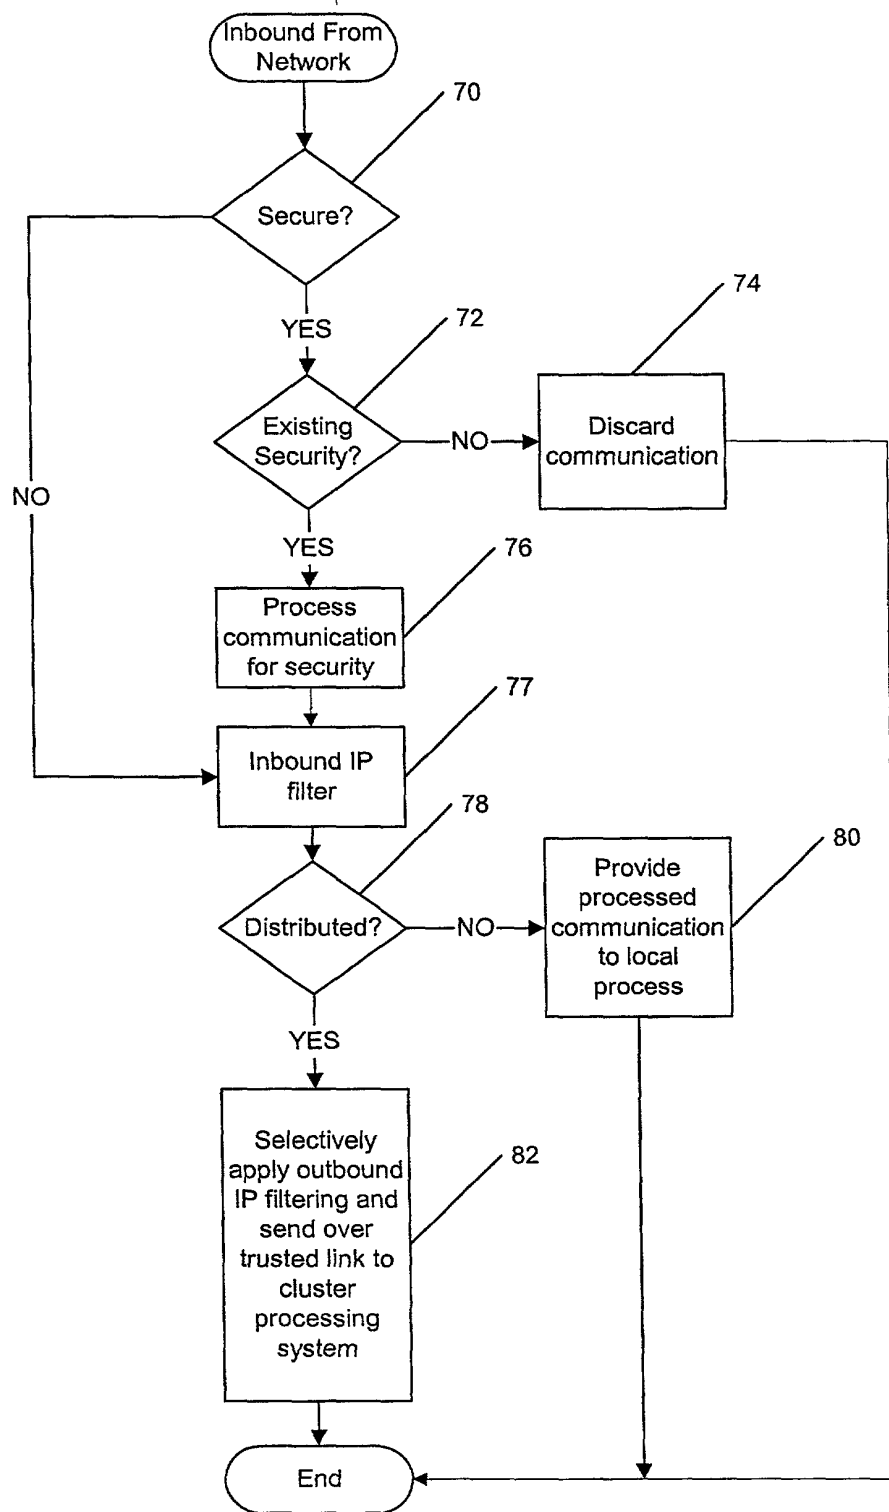 Inbound From
Network
70
Secure?
YES
72
74
Existing
Security?
NO
Discard
communication
NO
YES
76
Process
communication
for security
77
Inbound IP
filter
78
80
Provide
processed
communication
to local
process
Distributed?
NO
YES
Selectively
apply outbound
IP filtering and
send over
trusted link to
cluster
processing
system
82
End